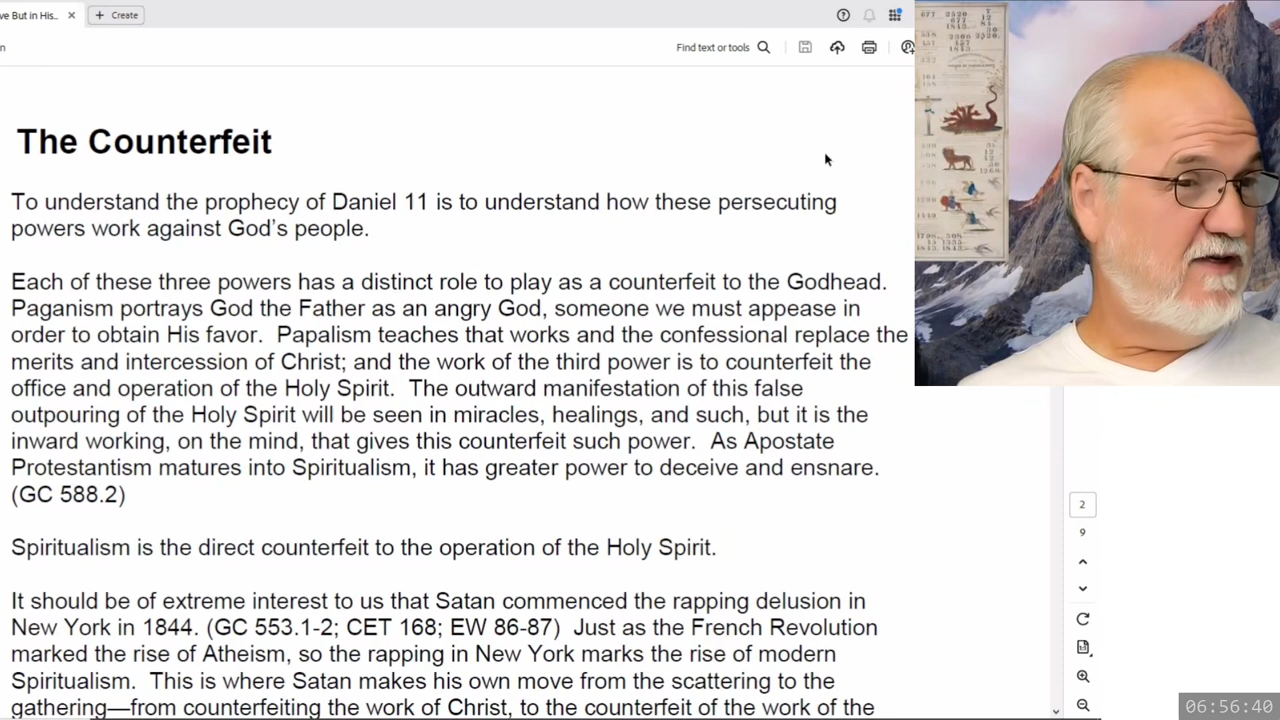 ve But in His..
Create
n
Find text or tools
The Counterfeit
To understand the prophecy of Daniel 11 is to understand how these persecuting
powers work against God's people.
Each of these three powers has a distinct role to play as a counterfeit to the Godhead.
Paganism portrays God the Father as an angry God, someone we must appease in
order to obtain His favor.  Papalism teaches that works and the confessional replace the
merits and intercession of Christ; and the work of the third power is to counterfeit the
office and operation of the Holy Spirit.  The outward manifestation of this false
outpouring of the Holy Spirit will be seen in miracles, healings, and such, but it is the
inward working, on the mind, that gives this counterfeit such power.  As Apostate
Protestantism matures into Spiritualism, it has greater power to deceive and ensnare.
(GC 588.2)
Spiritualism is the direct counterfeit to the operation of the Holy Spirit.
It should be of extreme interest to us that Satan commenced the rapping delusion in
New York in 1844. (GC 553.1-2; CET 168; EW 86-87)  Just as the French Revolution
marked the rise of Atheism, so the rapping in New York marks the rise of modern
Spiritualism.  This is where Satan makes his own move from the scattering to the
gathering—from counterfeiting the work of Christ, to the counterfeit of the work of the
2
9
677
2520
1843
06:56:40